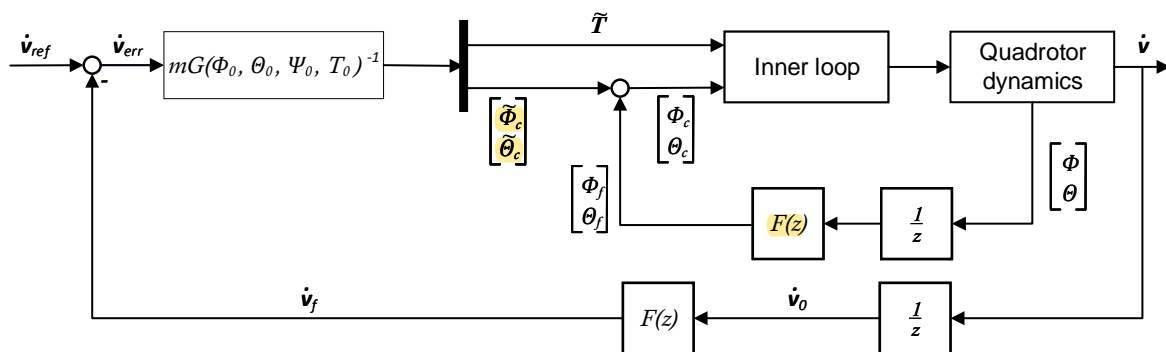 T̃
v̇ref
v̇err
mG(Φ0, Θ0, Ψ0, T0)-1
-
Inner loop
Quadrotor
dynamics
v̇
Φ̃c
Θ̃c
Φc
Θc
Φf
Θf
Φ
Θ
F(z)
1
z
v̇f
F(z)
v̇0
1
z